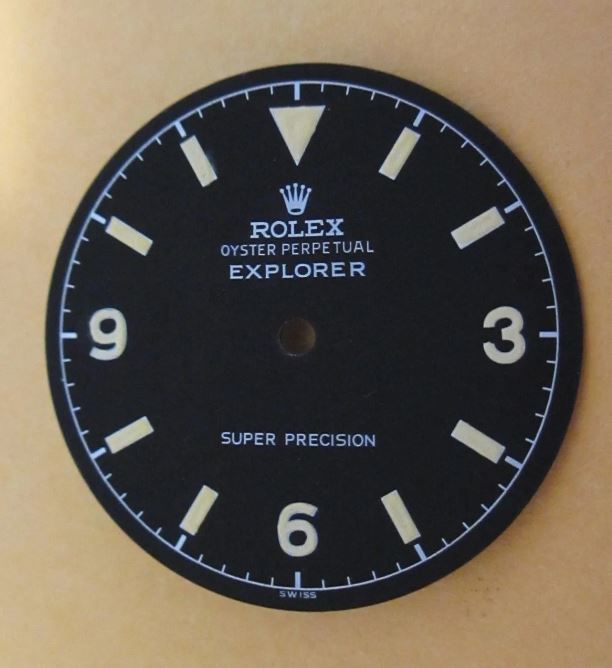 ROLEX
OYSTER PERPETUAL
EXPLORER
9
3
SUPER PRECISION
6
SWISS